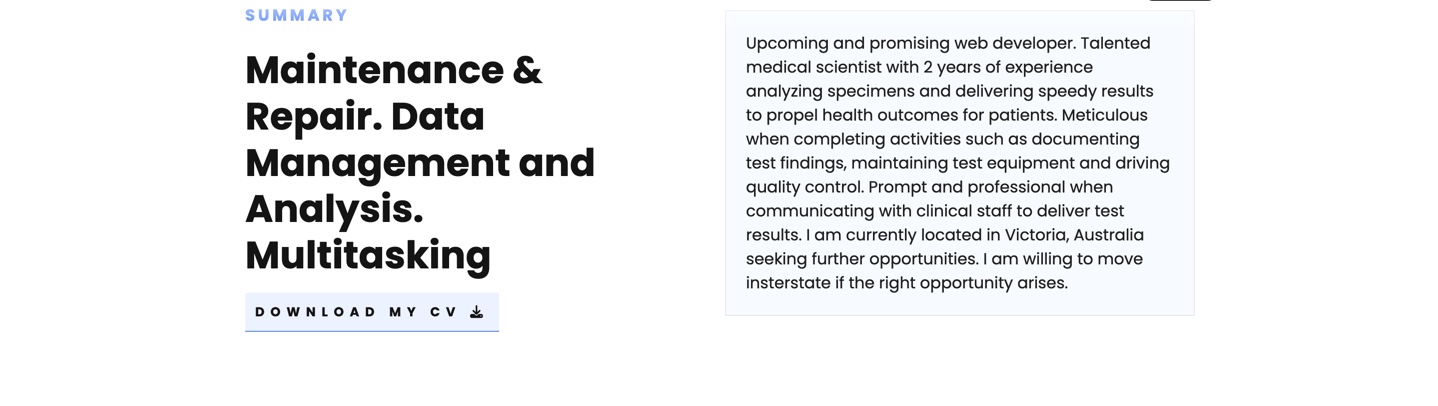 SUMMARY
Maintenance &
Repair. Data
Management and
Analysis.
Multitasking
DOWNLOAD MY CV
Upcoming and promising web developer. Talented
medical scientist with 2 years of experience
analyzing specimens and delivering speedy results
to propel health outcomes for patients. Meticulous
when completing activities such as documenting
test findings, maintaining test equipment and driving
quality control. Prompt and professional when
communicating with clinical staff to deliver test
results. I am currently located in Victoria, Australia
seeking further opportunities. I am willing to move
insterstate if the right opportunity arises.